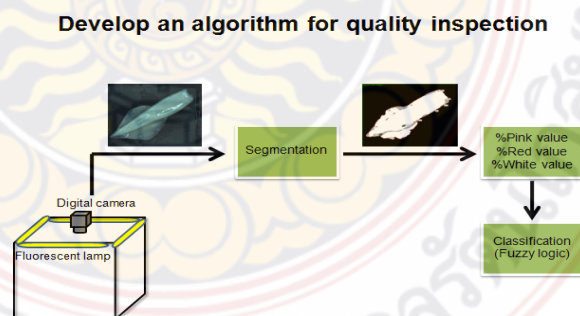 Develop an algorithm for quality inspection
Digital camera
Fluorescent lamp
Segmentation
%Pink value
%Red value
%White value
Classification
(Fuzzy logic)